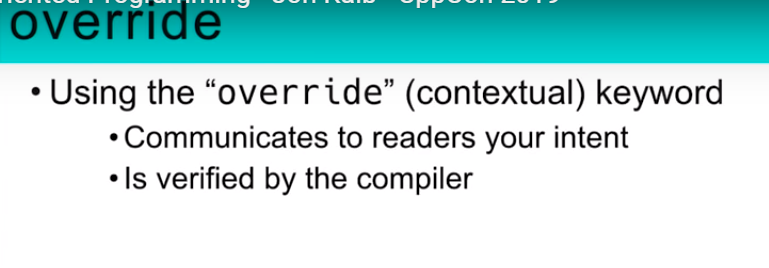 Programming - Jon Kalb - CppCon 2019
override
• Using the “override” (contextual) keyword
• Communicates to readers your intent
• Is verified by the compiler